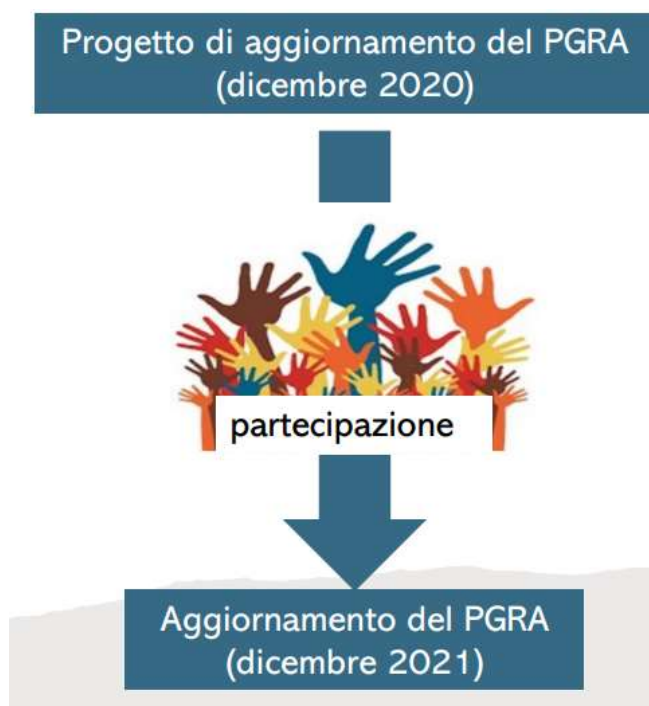 Progetto di aggiornamento del PGRA
(dicembre 2020)
partecipazione
Aggiornamento del PGRA
(dicembre 2021)